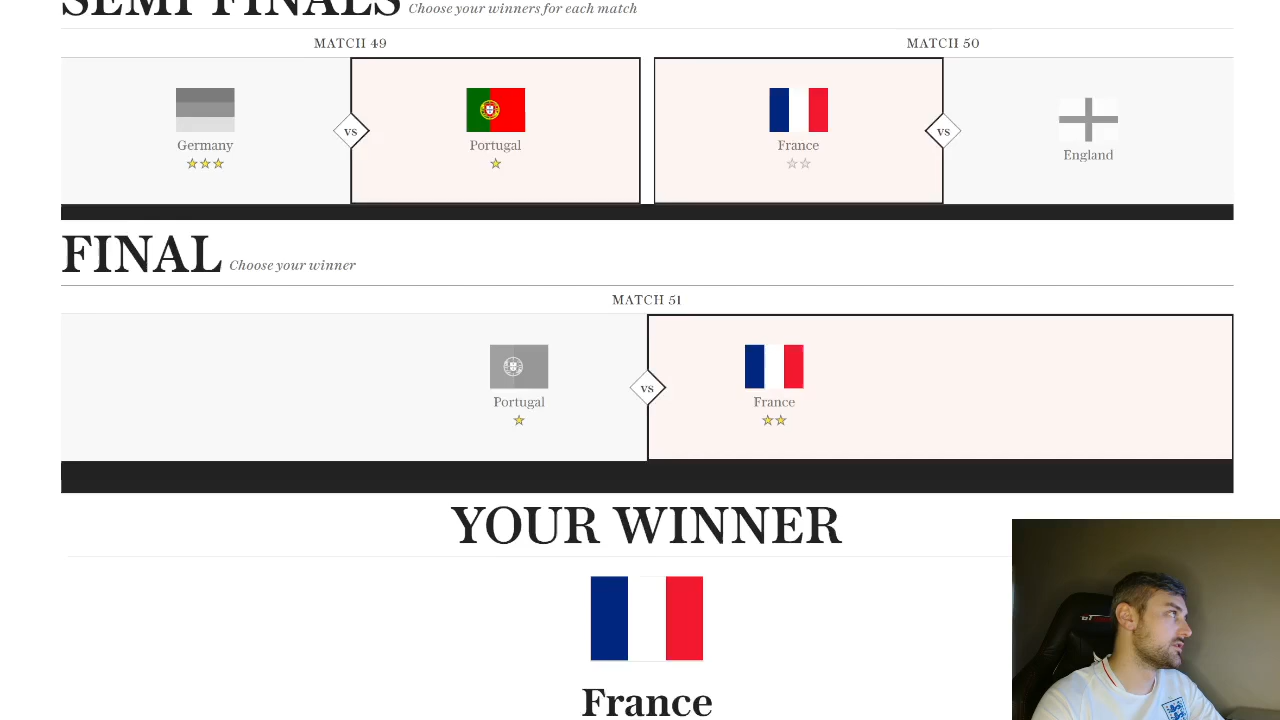 SEMI FINALS Choose your winners for each match
MATCH 49
MATCH 50
Germany
vs
Portugal
France
vs
England
FINAL Choose your winner
MATCH 51
Portugal
vs
France
YOUR WINNER
France